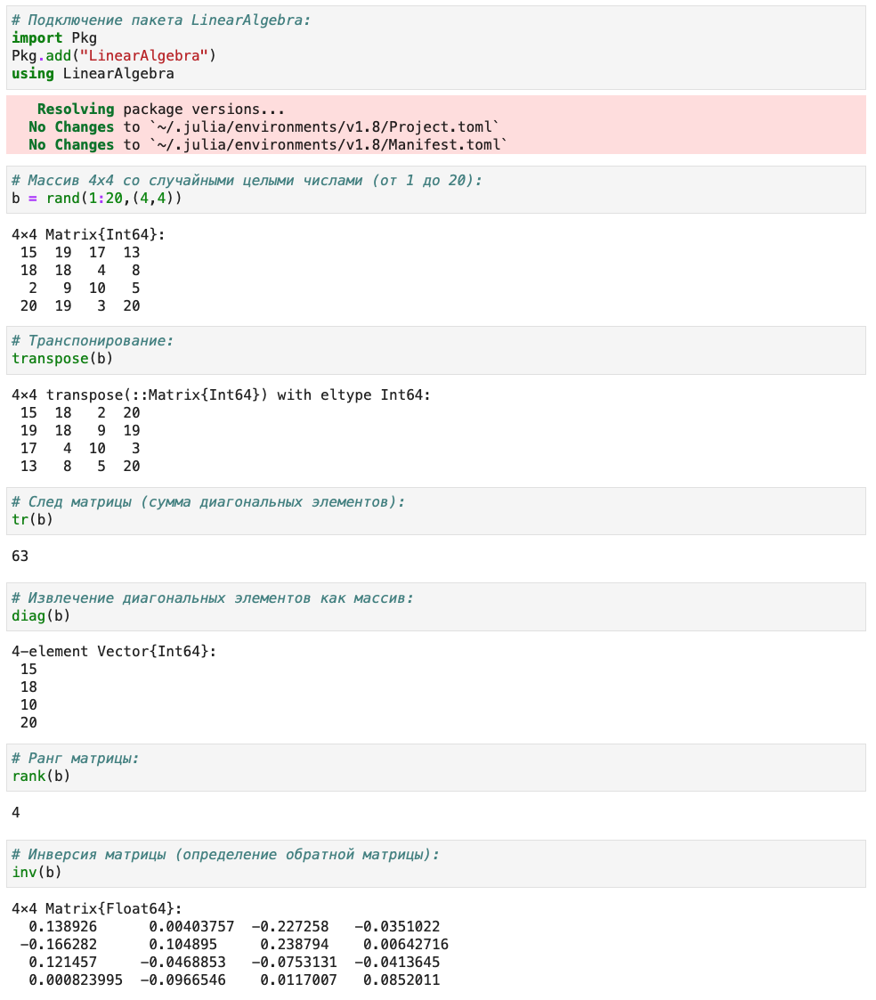 # Подключение пакета LinearAlgebra:
import Pkg
Pkg.add("LinearAlgebra")
using LinearAlgebra
Resolving package versions...
No Changes to `~/.julia/environments/v1.8/Project.toml`
No Changes to `~/.julia/environments/v1.8/Manifest.toml`
# Массив 4x4 со случайными целыми числами (от 1 до 20):
b = rand(1:20,(4,4))
4×4 Matrix{Int64}:
15 19 17 13
18 18 4 8
2 9 10 5
20 19 3 20
# Транспонирование:
transpose(b)
4×4 transpose(::Matrix{Int64}) with eltype Int64:
15 18 2 20
19 18 9 19
17 4 10 3
13 8 5 20
# След матрицы (сумма диагональных элементов):
tr(b)
63
# Извлечение диагональных элементов как массив:
diag(b)
4-element Vector{Int64}:
15
18
10
20
# Ранг матрицы:
rank(b)
4
# Инверсия матрицы (определение обратной матрицы):
inv(b)
4×4 Matrix{Float64}:
0.138926 0.00403757 -0.227258 -0.0351022
-0.166282 0.104895 0.238794 0.00642716
0.121457 -0.0468853 -0.0753131 -0.0413645
0.000823995 -0.0966546 0.0117007 0.0852011